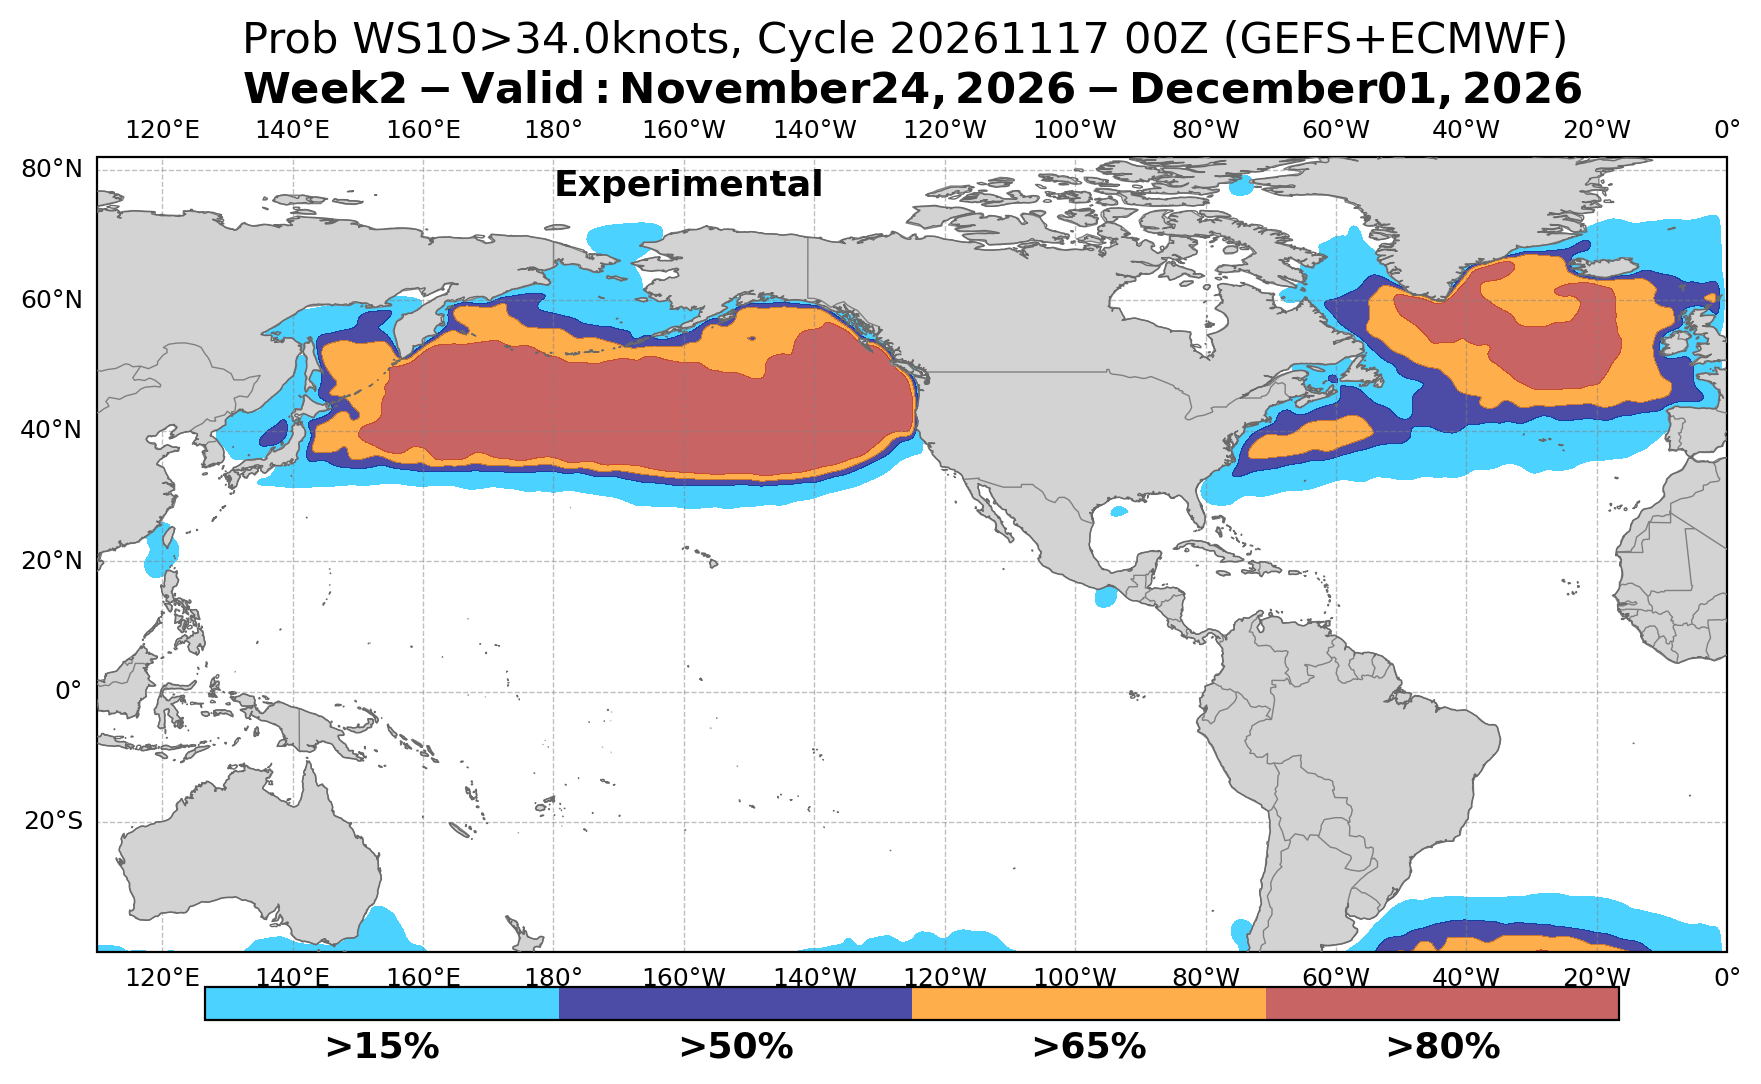 Prob WS10>34.0knots, Cycle 20261117 00Z (GEFS+ECMWF)
Week2 − Valid : November24, 2026 − December01, 2026
120°E 140°E 160°E 180° 160°W 140°W 120°W 100°W 80°W 60°W 40°W 20°W 0°
80°N
Experimental
60°N
40°N
20°N
0°
20°S
120°E 140°E 160°E 180° 160°W 140°W 120°W 100°W 80°W 60°W 40°W 20°W 0°
>15% >50% >65% >80%